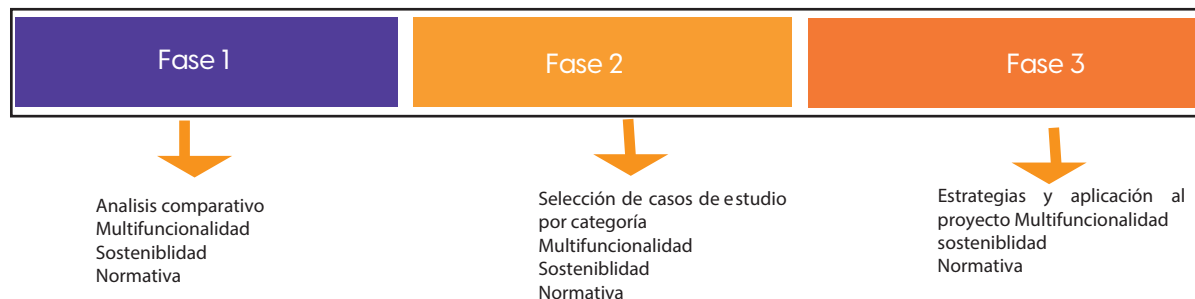 Fase 1
Fase 2
Fase 3
Analisis comparativo
Multifuncionalidad
Sosteniblidad
Normativa
Selección de casos de estudio
por categoría
Multifuncionalidad
Sosteniblidad
Normativa
Estrategias y aplicación al
proyecto Multifuncionalidad
sosteniblidad
Normativa